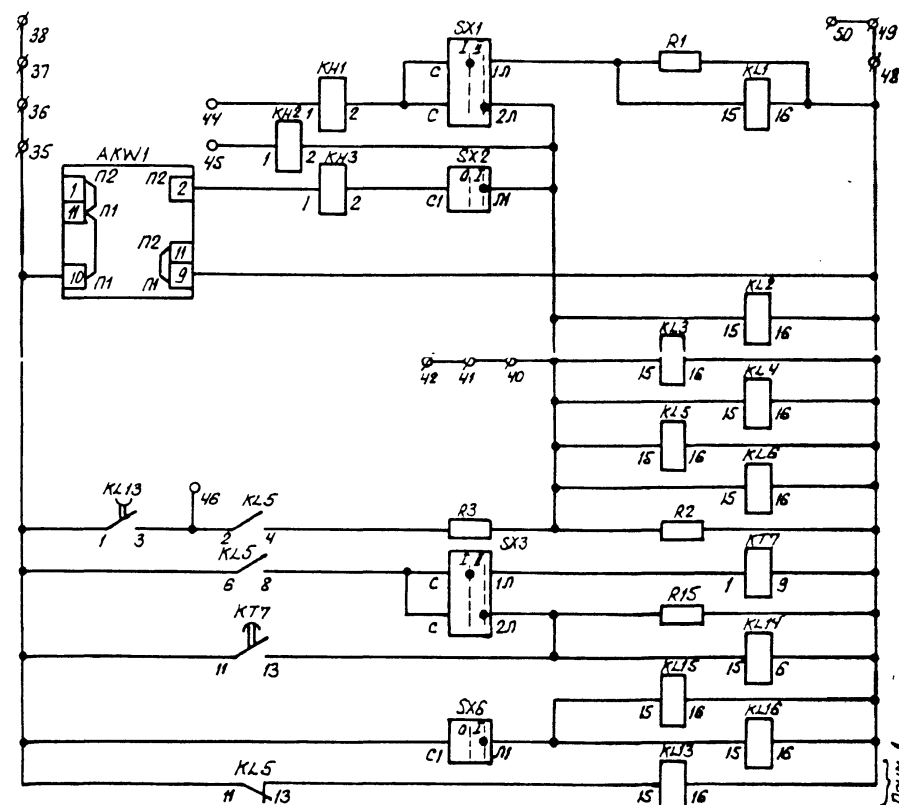 38
37
36
35
SX1
I II
C
1Л
C
2Л
R1
KL1
15 16
50
49
48
44
KH1
1 2
45
KH2
1 2
KH3
1 2
SX2
O I
C1
Л1
AKW1
1
П2
11
П1
10
П1
П2
2
П2
11
П1
9
KL2
15 16
KL3
15 16
42
41
40
KL4
15 16
KL5
15 16
KL6
15 16
KL13
1 3
46
KL5
2 4
R3
R2
KL5
6 8
SX3
I II
C
1Л
C
2Л
KT7
1 9
R15
KT7
11 13
KL14
15 6
KL15
15 16
SX6
O I
C1
Л1
KL16
15 16
KL5
11 13
KL13
15 16